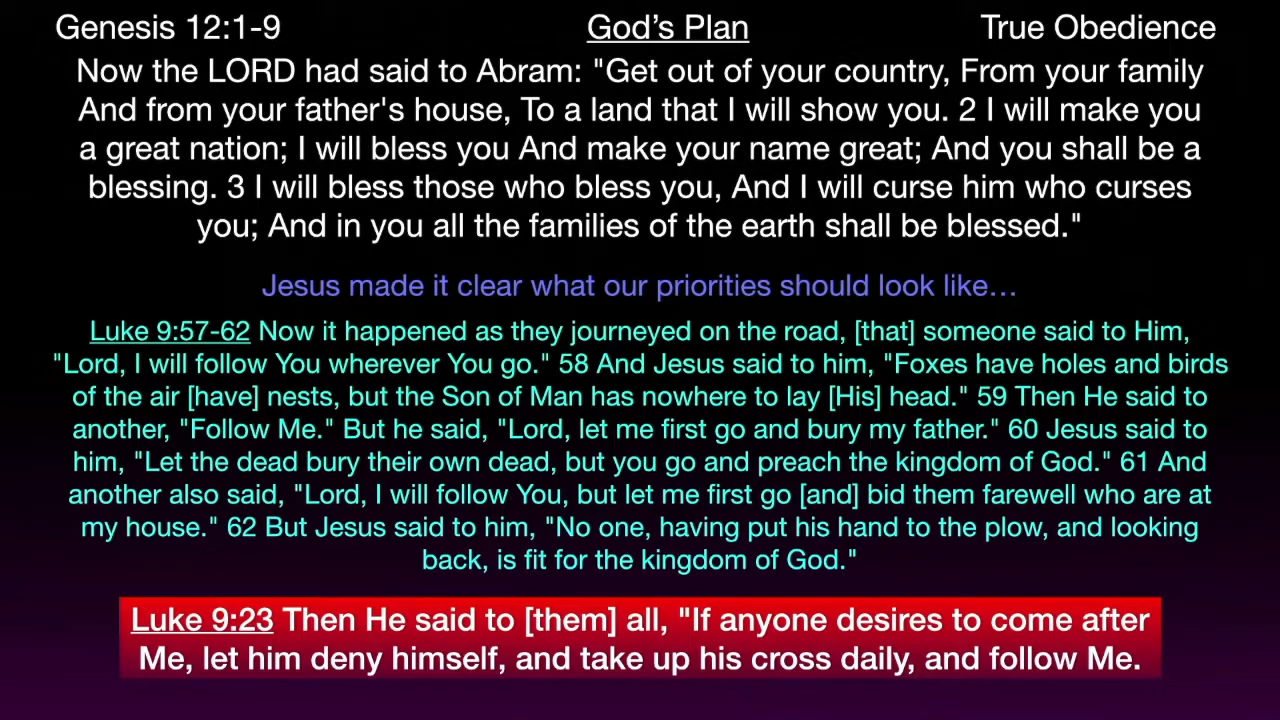 Genesis 12:1-9 God’s Plan True Obedience
Now the LORD had said to Abram: "Get out of your country, From your family
And from your father's house, To a land that I will show you. 2 I will make you
a great nation; I will bless you And make your name great; And you shall be a
blessing. 3 I will bless those who bless you, And I will curse him who curses
you; And in you all the families of the earth shall be blessed."
Jesus made it clear what our priorities should look like…
Luke 9:57-62 Now it happened as they journeyed on the road, [that] someone said to Him,
"Lord, I will follow You wherever You go." 58 And Jesus said to him, "Foxes have holes and birds
of the air [have] nests, but the Son of Man has nowhere to lay [His] head." 59 Then He said to
another, "Follow Me." But he said, "Lord, let me first go and bury my father." 60 Jesus said to
him, "Let the dead bury their own dead, but you go and preach the kingdom of God." 61 And
another also said, "Lord, I will follow You, but let me first go [and] bid them farewell who are at
my house." 62 But Jesus said to him, "No one, having put his hand to the plow, and looking
back, is fit for the kingdom of God."
Luke 9:23 Then He said to [them] all, "If anyone desires to come after
Me, let him deny himself, and take up his cross daily, and follow Me.